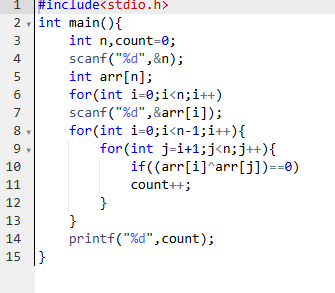 1 #include<stdio.h>
2 int main(){
3     int n,count=0;
4     scanf("%d",&n);
5     int arr[n];
6     for(int i=0;i<n;i++)
7     scanf("%d",&arr[i]);
8     for(int i=0;i<n-1;i++){
9         for(int j=i+1;j<n;j++){
10             if((arr[i]^arr[j])==0)
11             count++;
12         }
13     }
14     printf("%d",count);
15 }